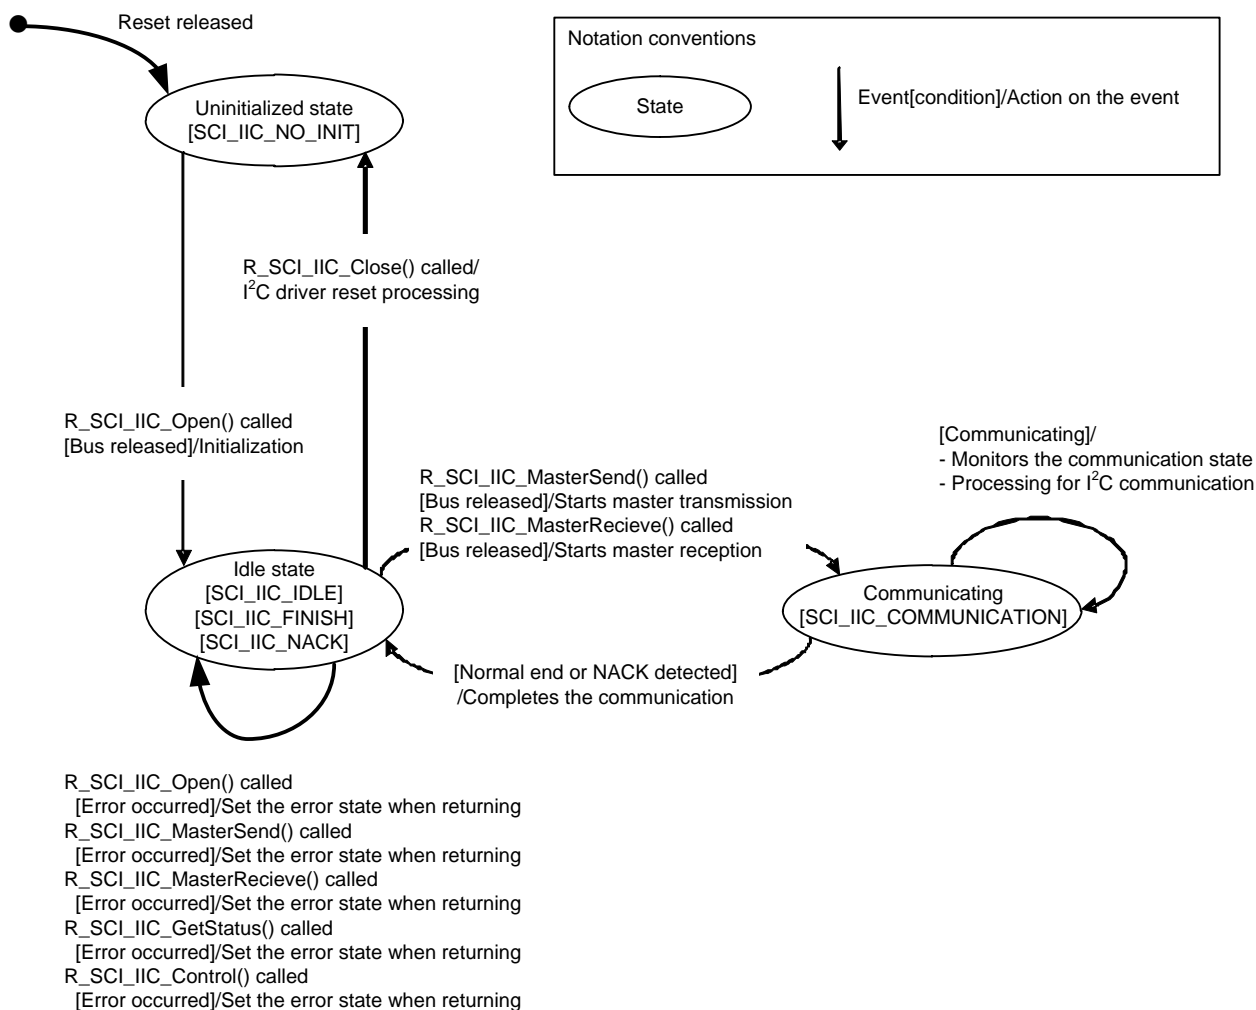 Reset released
Notation conventions
State
Event[condition]/Action on the event
Uninitialized state
[SCI_IIC_NO_INIT]
R_SCI_IIC_Close() called/
I²C driver reset processing
R_SCI_IIC_Open() called
[Bus released]/Initialization
R_SCI_IIC_MasterSend() called
[Bus released]/Starts master transmission
R_SCI_IIC_MasterRecieve() called
[Bus released]/Starts master reception
[Communicating]/
- Monitors the communication state
- Processing for I²C communication
Idle state
[SCI_IIC_IDLE]
[SCI_IIC_FINISH]
[SCI_IIC_NACK]
Communicating
[SCI_IIC_COMMUNICATION]
[Normal end or NACK detected]
/Completes the communication
R_SCI_IIC_Open() called
[Error occurred]/Set the error state when returning
R_SCI_IIC_MasterSend() called
[Error occurred]/Set the error state when returning
R_SCI_IIC_MasterRecieve() called
[Error occurred]/Set the error state when returning
R_SCI_IIC_GetStatus() called
[Error occurred]/Set the error state when returning
R_SCI_IIC_Control() called
[Error occurred]/Set the error state when returning